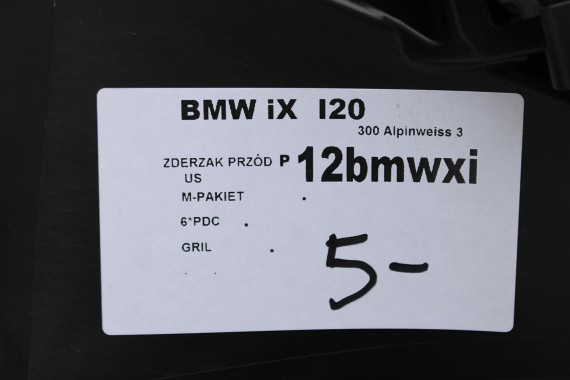 BMW iX I20
300 Alpinweiss 3
ZDERZAK PRZÓD P 12bmwxi
US
M-PAKIET .
6*PDC .
GRIL .
5-